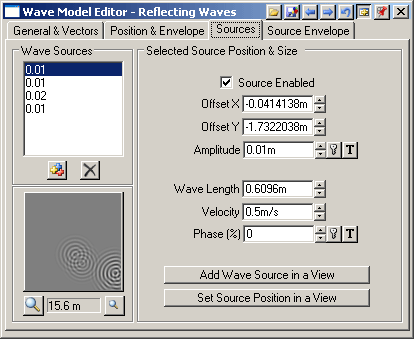 Wave Model Editor - Reflecting Waves
General & Vectors Position & Envelope Sources Source Envelope
Wave Sources
0.01
0.01
0.02
0.01
15.6 m
Selected Source Position & Size
Source Enabled
Offset X -0.0414138m
Offset Y -1.7322038m
Amplitude 0.01m T
Wave Length 0.6096m
Velocity 0.5m/s
Phase (%) 0 T
Add Wave Source in a View
Set Source Position in a View